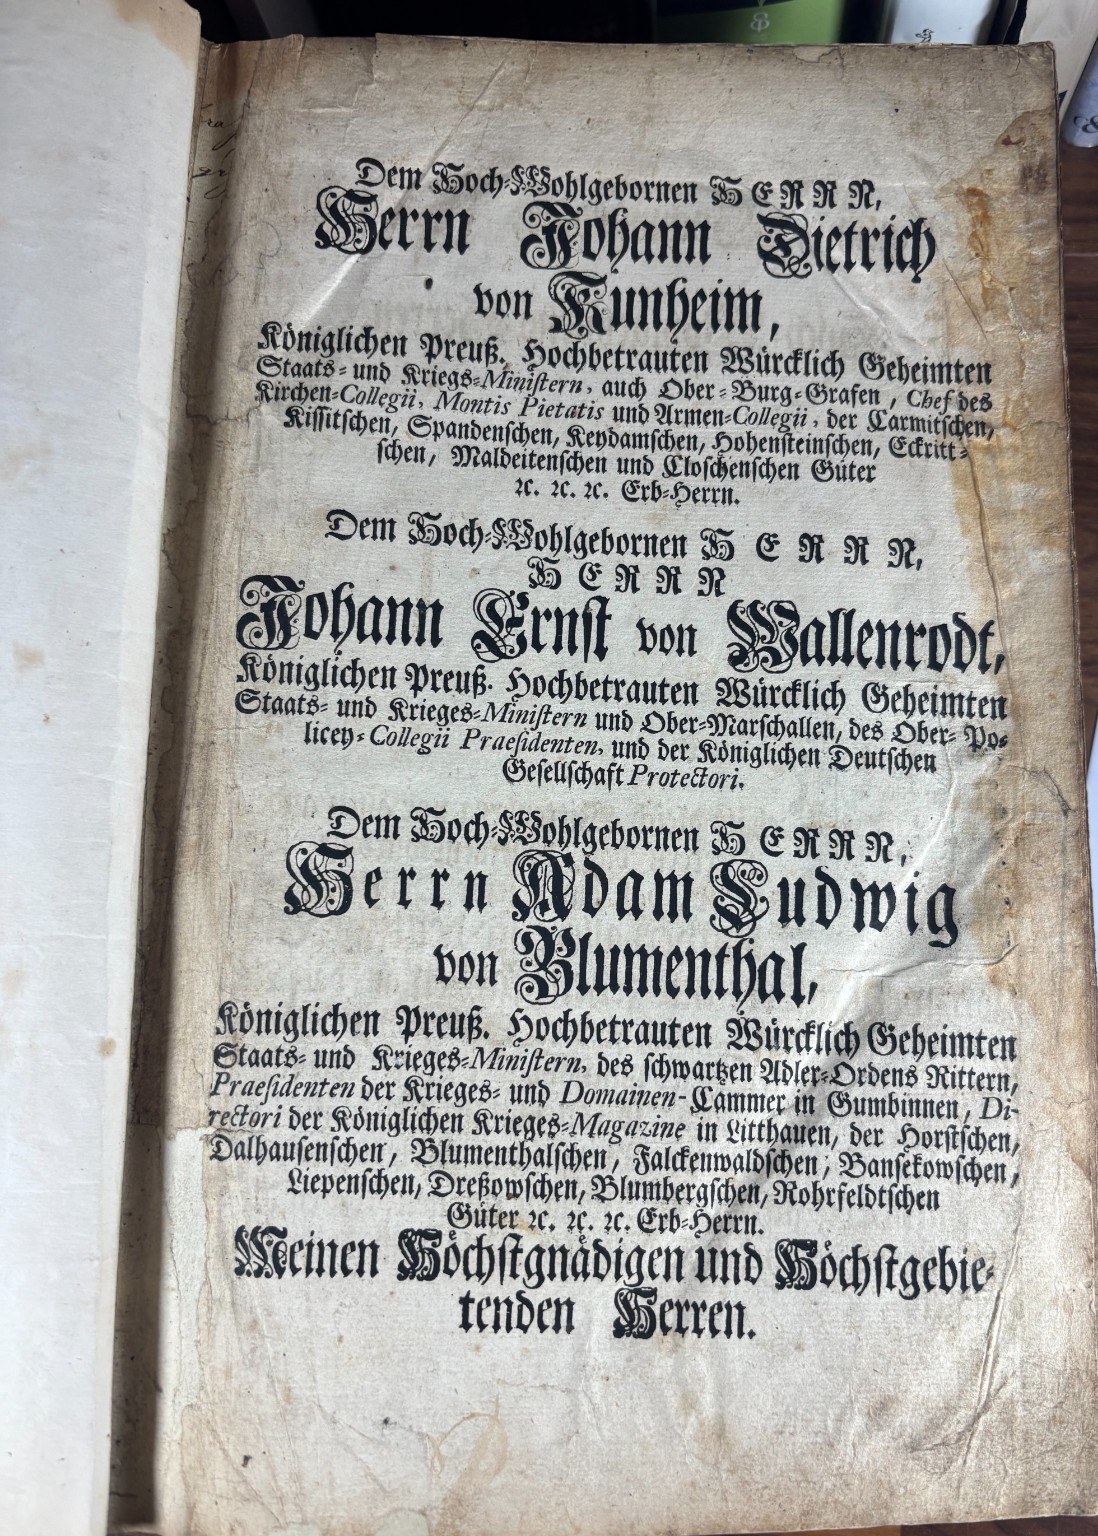 Dem Hoch-Wohlgebornen HERRN,
Herrn Johann Dietrich
von Kunheim,
Königlichen Preuß. Hochbetrauten Würcklich Geheimten
Staats- und Kriegs-Ministern, auch Ober-Burg-Grafen, Chef des
Kirchen-Collegii, Montis Pietatis und Armen-Collegii, der Carmitschen,
Kissitschen, Spandenschen, Keydamschen, Hohensteinschen, Eckritt-
schen, Maldeitenschen und Closchenschen Güter
ꝛc. ꝛc. ꝛc. Erb-Herrn.
Dem Hoch-Wohlgebornen HERRN,
HERRN
Johann Ernst von Wallenrodt,
Königlichen Preuß. Hochbetrauten Würcklich Geheimten
Staats- und Krieges-Ministern und Ober-Marschallen, des Ober-Po-
licey-Collegii Praesidenten, und der Königlichen Deutschen
Gesellschaft Protectori.
Dem Hoch-Wohlgebornen HERRN,
Herrn Adam Ludwig
von Blumenthal,
Königlichen Preuß. Hochbetrauten Würcklich Geheimten
Staats- und Krieges-Ministern, des schwartzen Adler-Ordens Rittern,
Praesidenten der Krieges- und Domainen-Cammer in Gumbinnen, Di-
rectori der Königlichen Krieges-Magazine in Litthauen, der Horstschen,
Dalhausenschen, Blumenthalschen, Falckenwaldschen, Bansekowschen,
Liepenschen, Dreßowschen, Blumbergschen, Rohrfeldtschen
Güter ꝛc. ꝛc. ꝛc. Erb-Herrn.
Meinen Höchstgnädigen und Höchstgebie-
tenden Herren.